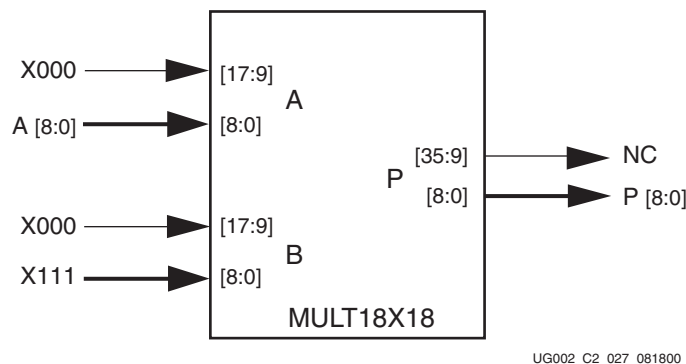 X000 [17:9]
A
A [8:0] [8:0]
[35:9] NC
P
[8:0] P [8:0]
X000 [17:9]
B
X111 [8:0]
MULT18X18
UG002_C2_027_081800